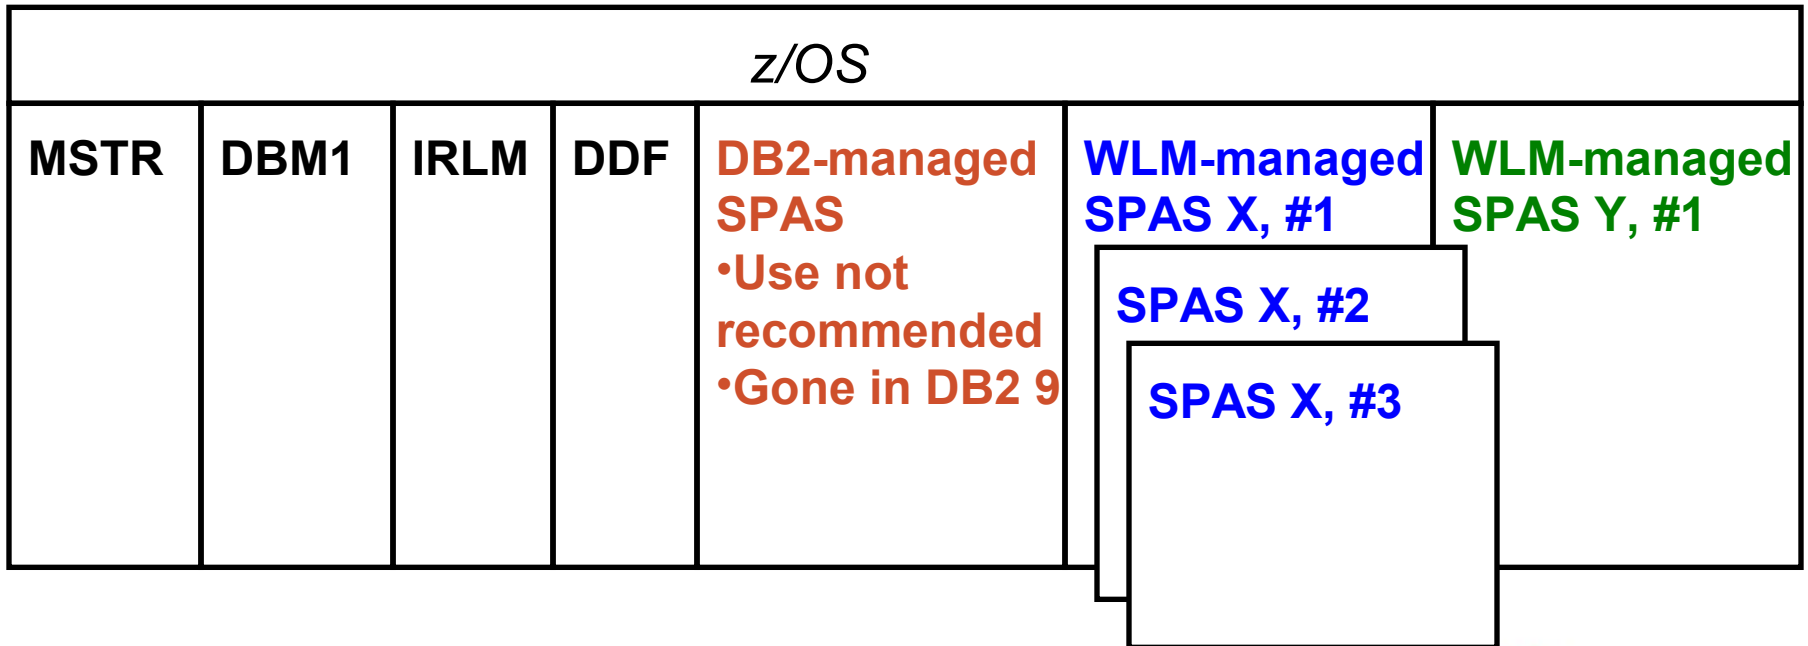 z/OS
MSTR
DBM1
IRLM
DDF
DB2-managed
SPAS
•Use not
recommended
•Gone in DB2 9
WLM-managed
SPAS X, #1
SPAS X, #2
SPAS X, #3
WLM-managed
SPAS Y, #1